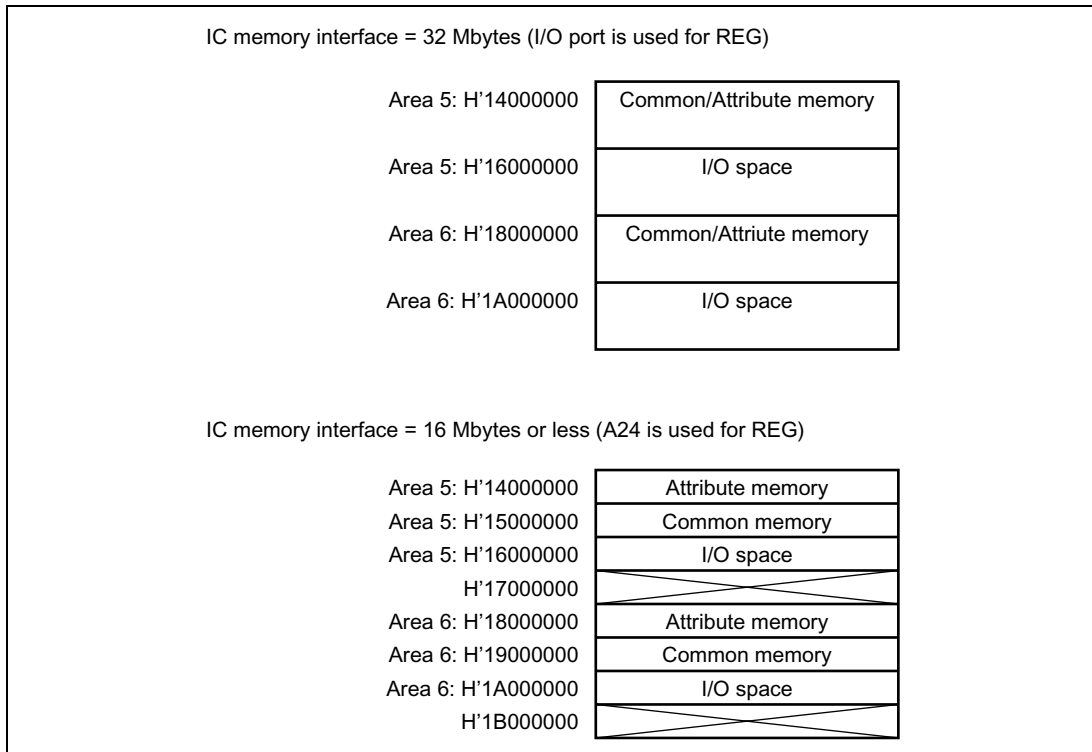 IC memory interface = 32 Mbytes (I/O port is used for REG)
Area 5: H'14000000 Common/Attribute memory
Area 5: H'16000000 I/O space
Area 6: H'18000000 Common/Attriute memory
Area 6: H'1A000000 I/O space
IC memory interface = 16 Mbytes or less (A24 is used for REG)
Area 5: H'14000000 Attribute memory
Area 5: H'15000000 Common memory
Area 5: H'16000000 I/O space
H'17000000
Area 6: H'18000000 Attribute memory
Area 6: H'19000000 Common memory
Area 6: H'1A000000 I/O space
H'1B000000